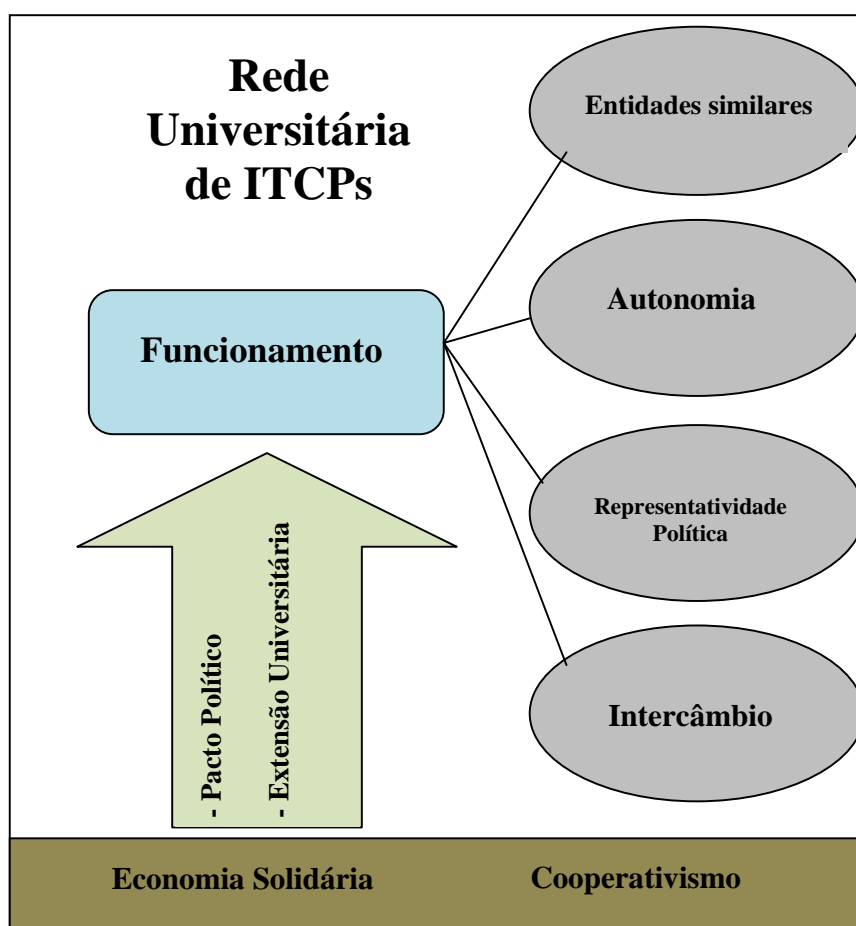 Rede
Universitária
de ITCPs
Entidades similares
Autonomia
Funcionamento
Representatividade
Política
Intercâmbio
- Pacto Político
- Extensão Universitária
Economia Solidária
Cooperativismo